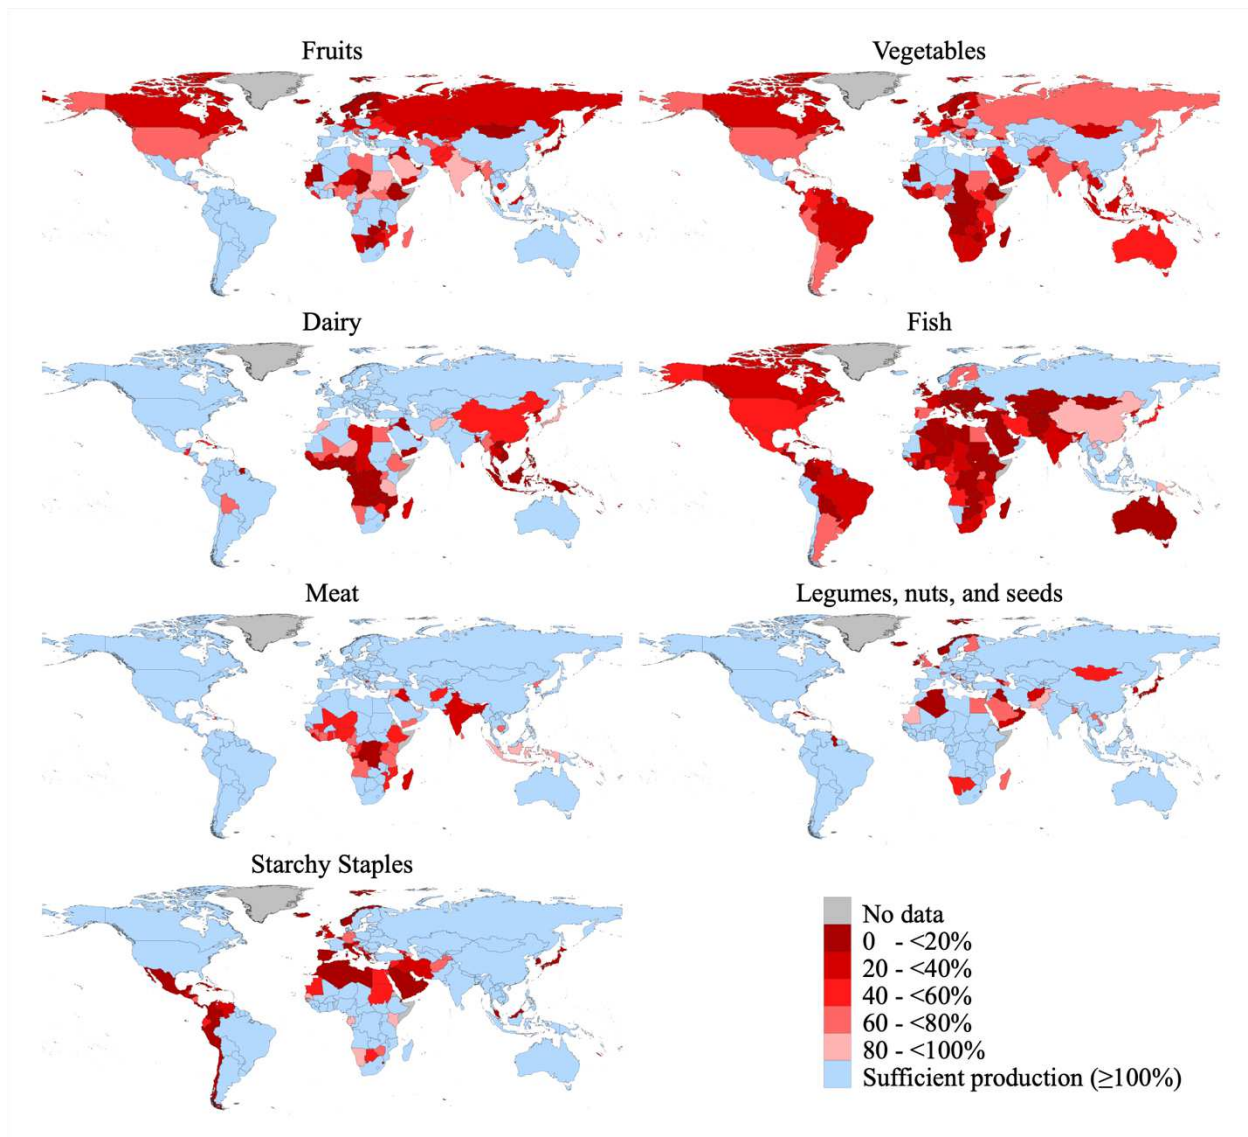 Fruits
Vegetables
Dairy
Fish
Meat
Legumes, nuts, and seeds
Starchy Staples
No data
0 - <20%
20 - <40%
40 - <60%
60 - <80%
80 - <100%
Sufficient production (≥100%)